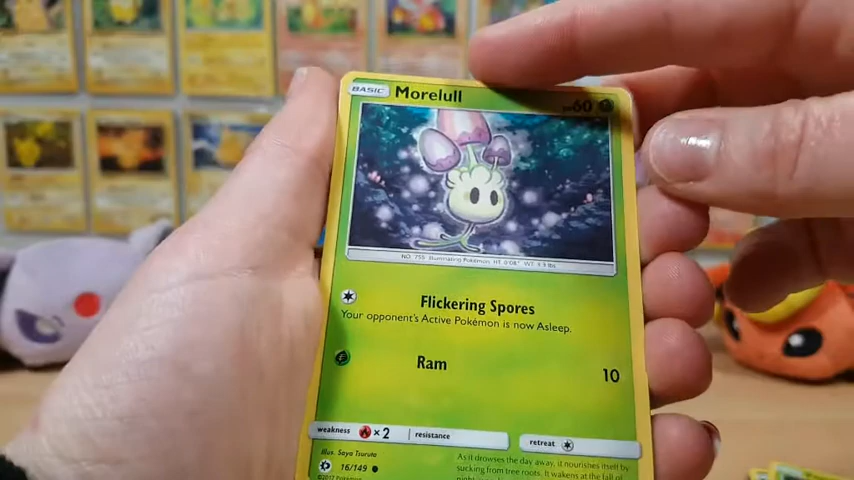 BASIC Morelull 60
NO. 755 Illuminating Pokémon HT: 0'08" WT: 3.3 lbs.
Flickering Spores
Your opponent's Active Pokémon is now Asleep.
Ram 10
weakness ×2 resistance retreat
Illus. Saya Tsuruta
16/149
©2017 Pokémon
As it drowses the day away, it nourishes itself by
sucking from tree roots. It wakens at the fall of